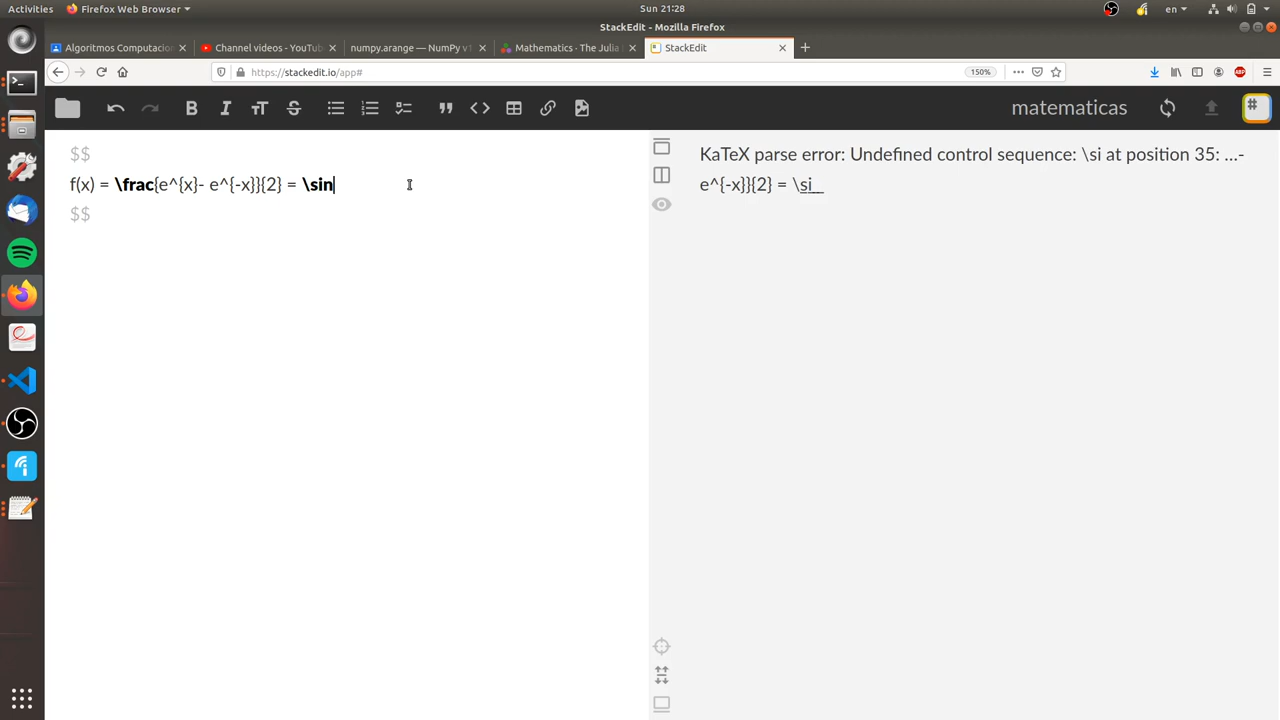 Activities Firefox Web Browser Sun 21:28 en
StackEdit - Mozilla Firefox
Algoritmos Computacion Channel videos - YouTube numpy.arange — NumPy v1 Mathematics - The Julia StackEdit
https://stackedit.io/app# 150%
matematicas
$$
f(x) = \frac{e^{x}- e^{-x}}{2} = \sin
$$
KaTeX parse error: Undefined control sequence: \si at position 35: …-
e^{-x}}{2} = \si_